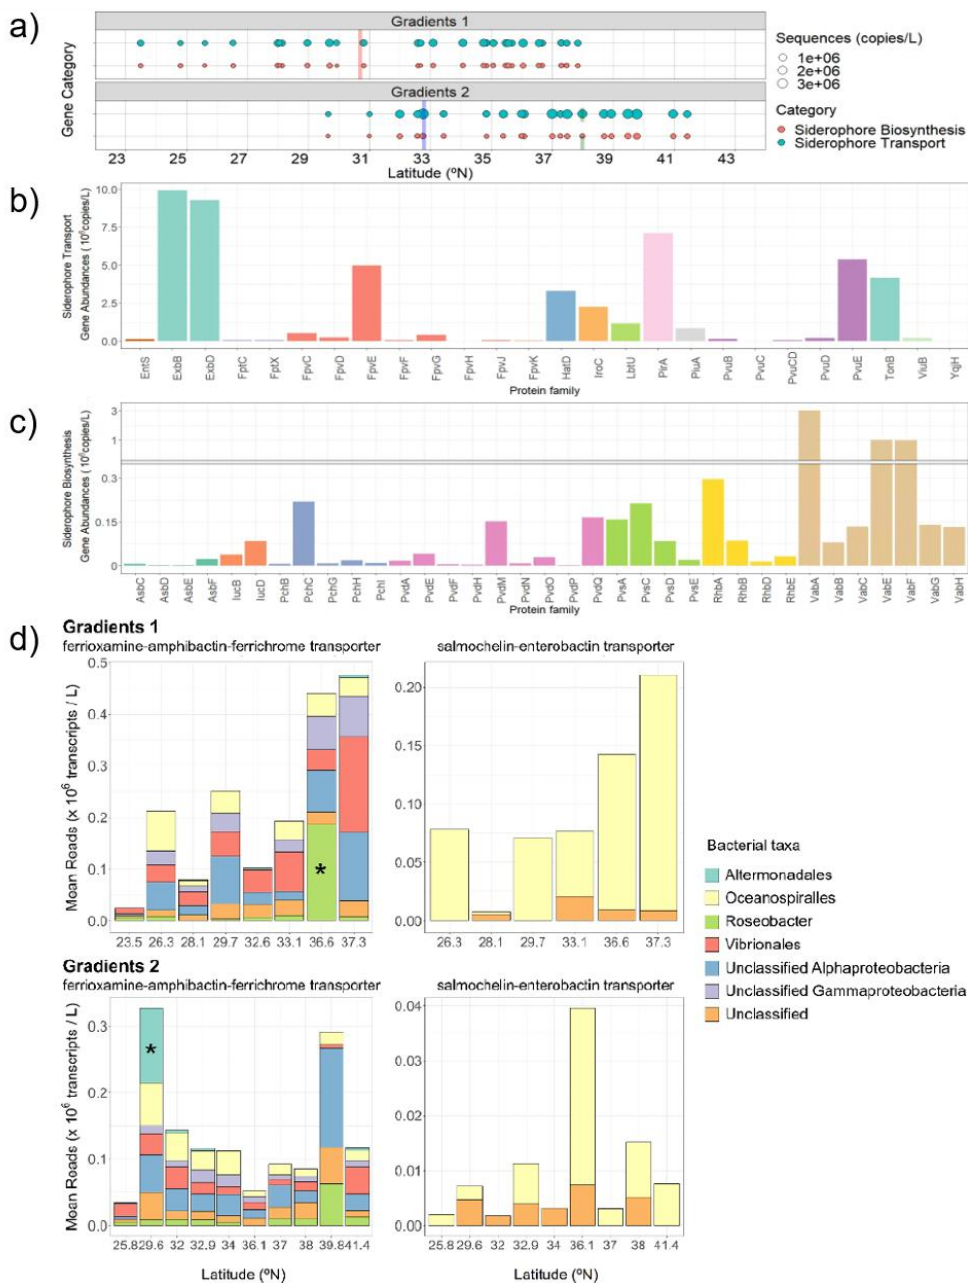 a)
Gradients 1
Gradients 2
Gene Category
23 25 27 29 31 33 35 37 39 41 43
Latitude (ºN)
Sequences (copies/L)
1e+06
2e+06
3e+06
Category
Siderophore Biosynthesis
Siderophore Transport
b)
Siderophore Transport
Gene Abundances ( 10⁶copies/L)
10.0
7.5
5.0
2.5
0.0
EntS ExbB ExbD FptC FptX FpvC FpvD FpvE FpvF FpvG FpvH FpvJ FpvK HatD IroC LbtU PirA PiuA PvuB PvuC PvuCD PvuD PvuE TonB ViuB YqjH
Protein family
c)
Siderophore Biosynthesis
Gene Abundances (10⁶copies/L)
3
1
0.3
0.15
0
AsbC AsbD AsbE AsbF IucB IucD PchB PchC PchG PchH PchI PvdA PvdE PvdF PvdH PvdM PvdN PvdO PvdP PvdQ PvsA PvsC PvsD PvsE RhbA RhbB RhbD RhbE VabA VabB VabC VabE VabF VabG VabH
Protein family
d)
Gradients 1
ferrioxamine-amphibactin-ferrichrome transporter
salmochelin-enterobactin transporter
Mean Reads (x 10⁶ transcripts / L)
0.5
0.4
0.3
0.2
0.1
0.0
*
23.5 26.3 28.1 29.7 32.6 33.1 36.6 37.3
0.20
0.15
0.10
0.05
0.00
26.3 28.1 29.7 33.1 36.6 37.3
Bacterial taxa
Altermonadales
Oceanospiralles
Roseobacter
Vibrionales
Unclassified Alphaproteobacteria
Unclassified Gammaproteobacteria
Unclassified
Gradients 2
ferrioxamine-amphibactin-ferrichrome transporter
salmochelin-enterobactin transporter
Mean Reads (x 10⁶ transcripts / L)
0.3
0.2
0.1
0.0
*
25.8 29.6 32 32.9 34 36.1 37 38 39.8 41.4
Latitude (ºN)
0.04
0.03
0.02
0.01
0.00
25.8 29.6 32 32.9 34 36.1 37 38 41.4
Latitude (ºN)